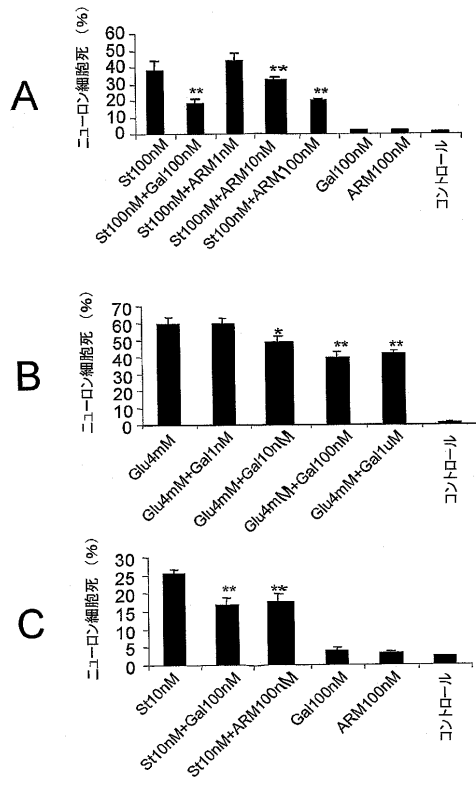 A
ニューロン細胞死 (%)
60
50
40
30
20
10
0
**
**
**
St100nM
St100nM+Gal100nM
St100nM+ARM1nM
St100nM+ARM10nM
St100nM+ARM100nM
Gal100nM
ARM100nM
コントロール
B
ニューロン細胞死 (%)
70
60
50
40
30
20
10
0
*
**
**
Glu4mM
Glu4mM+Gal1nM
Glu4mM+Gal10nM
Glu4mM+Gal100nM
Glu4mM+Gal1uM
コントロール
C
ニューロン細胞死 (%)
30
25
20
15
10
5
0
**
**
St10nM
St10nM+Gal100nM
St10nM+ARM100nM
Gal100nM
ARM100nM
コントロール